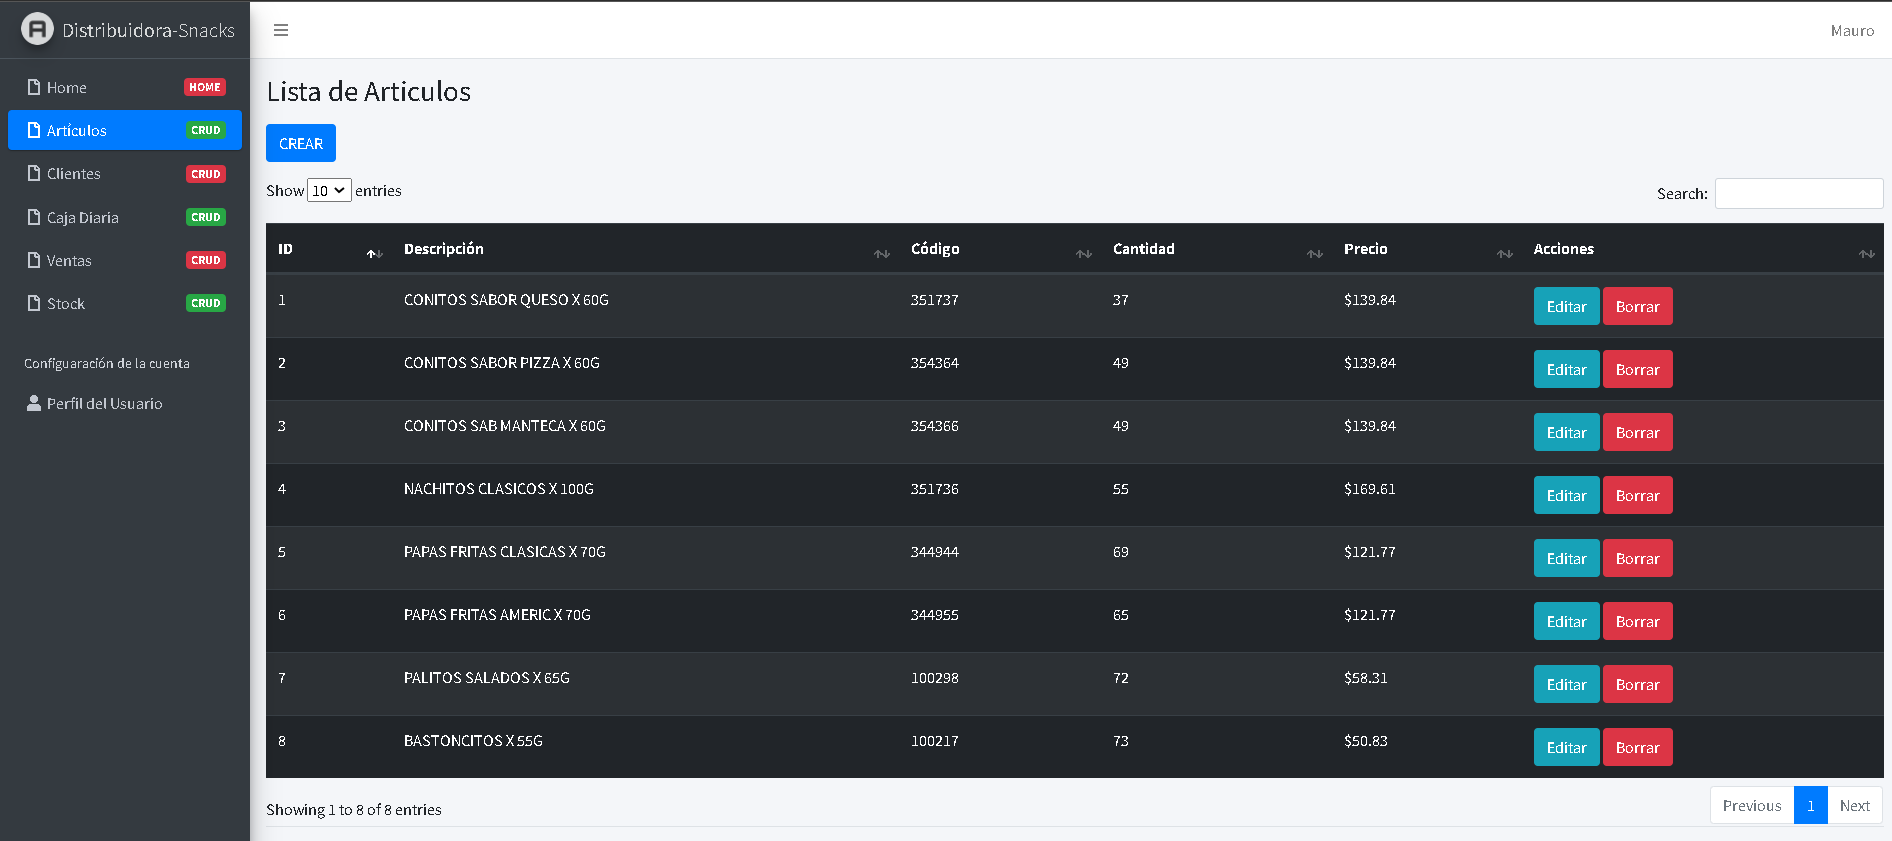 Distribuidora-Snacks
Mauro
Home HOME
Artículos CRUD
Clientes CRUD
Caja Diaria CRUD
Ventas CRUD
Stock CRUD
Configuaración de la cuenta
Perfil del Usuario
Lista de Articulos
CREAR
Show 10 entries
Search:
ID Descripción Código Cantidad Precio Acciones
1 CONITOS SABOR QUESO X 60G 351737 37 $139.84 Editar Borrar
2 CONITOS SABOR PIZZA X 60G 354364 49 $139.84 Editar Borrar
3 CONITOS SAB MANTECA X 60G 354366 49 $139.84 Editar Borrar
4 NACHITOS CLASICOS X 100G 351736 55 $169.61 Editar Borrar
5 PAPAS FRITAS CLASICAS X 70G 344944 69 $121.77 Editar Borrar
6 PAPAS FRITAS AMERIC X 70G 344955 65 $121.77 Editar Borrar
7 PALITOS SALADOS X 65G 100298 72 $58.31 Editar Borrar
8 BASTONCITOS X 55G 100217 73 $50.83 Editar Borrar
Showing 1 to 8 of 8 entries
Previous 1 Next